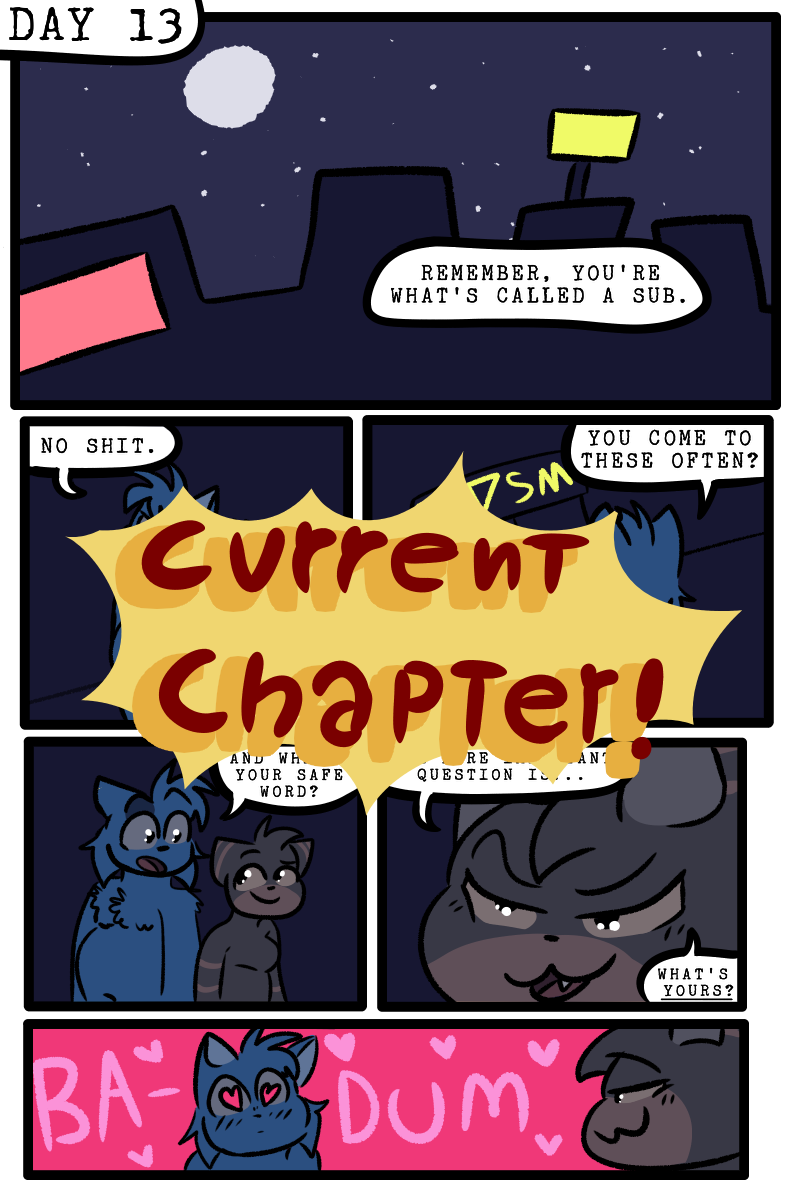 DAY 13
REMEMBER, YOU'RE
WHAT'S CALLED A SUB.
NO SHIT.
YOU COME TO
THESE OFTEN?
DSM
Current
Chapter!
AND
YOUR SAFE
WORD?
QUESTION IS...
WHAT'S
YOURS?
BA-
DUM